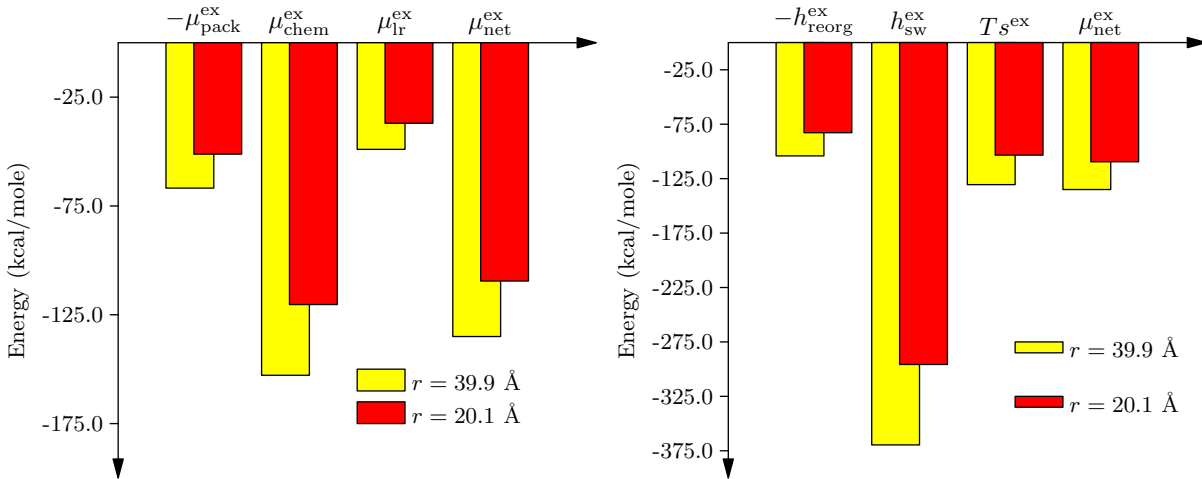 −μ^ex_pack μ^ex_chem μ^ex_lr μ^ex_net
-25.0
-75.0
-125.0
-175.0
Energy (kcal/mole)
r = 39.9 Å
r = 20.1 Å
−h^ex_reorg h^ex_sw Ts^ex μ^ex_net
-25.0
-75.0
-125.0
-175.0
-225.0
-275.0
-325.0
-375.0
Energy (kcal/mole)
r = 39.9 Å
r = 20.1 Å